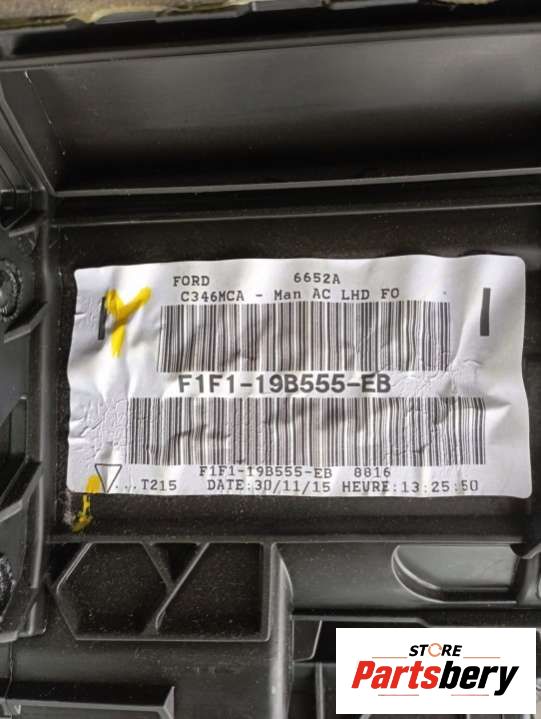 FORD 6652A
C346MCA - Man AC LHD FO
F1F1-19B555-EB
F1F1-19B555-EB 8816
...T215 DATE:30/11/15 HEURE:13:25:50
STORE
Partsbery